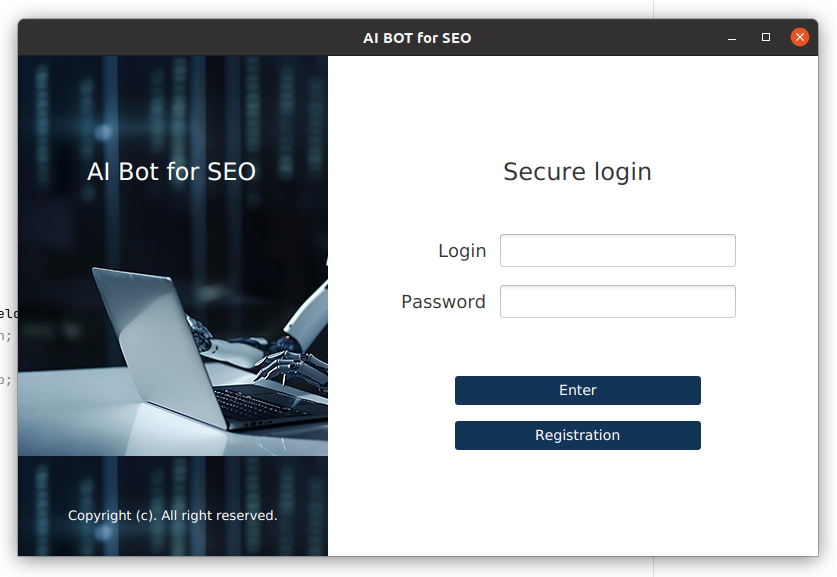 AI BOT for SEO
AI Bot for SEO
Secure login
Login
Password
Enter
Registration
Copyright (c). All right reserved.